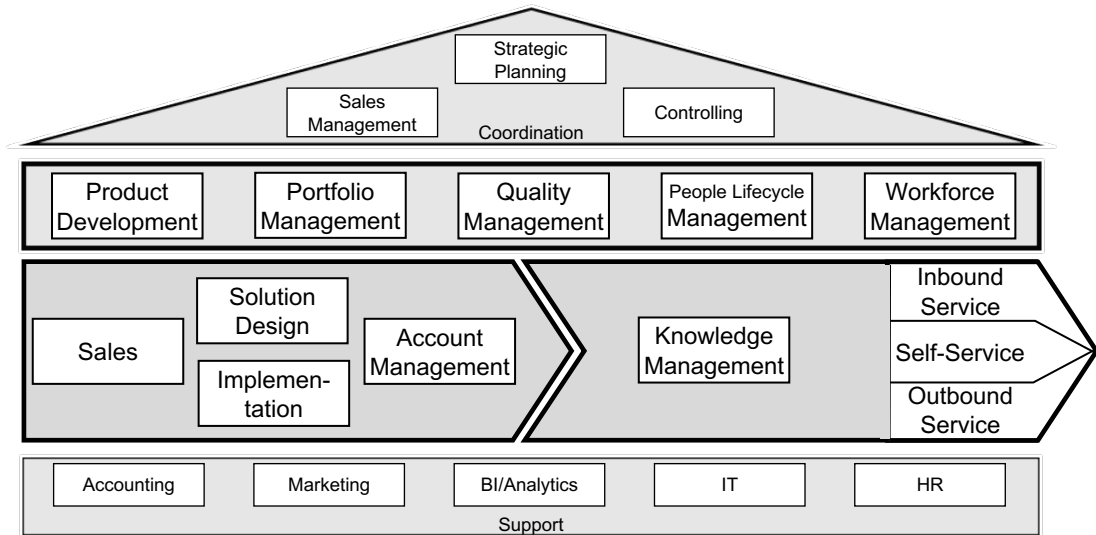 Strategic
Planning
Sales
Management
Controlling
Coordination
Product
Development
Portfolio
Management
Quality
Management
People Lifecycle
Management
Workforce
Management
Sales
Solution
Design
Implemen-
tation
Account
Management
Knowledge
Management
Inbound
Service
Self-Service
Outbound
Service
Accounting
Marketing
BI/Analytics
IT
HR
Support